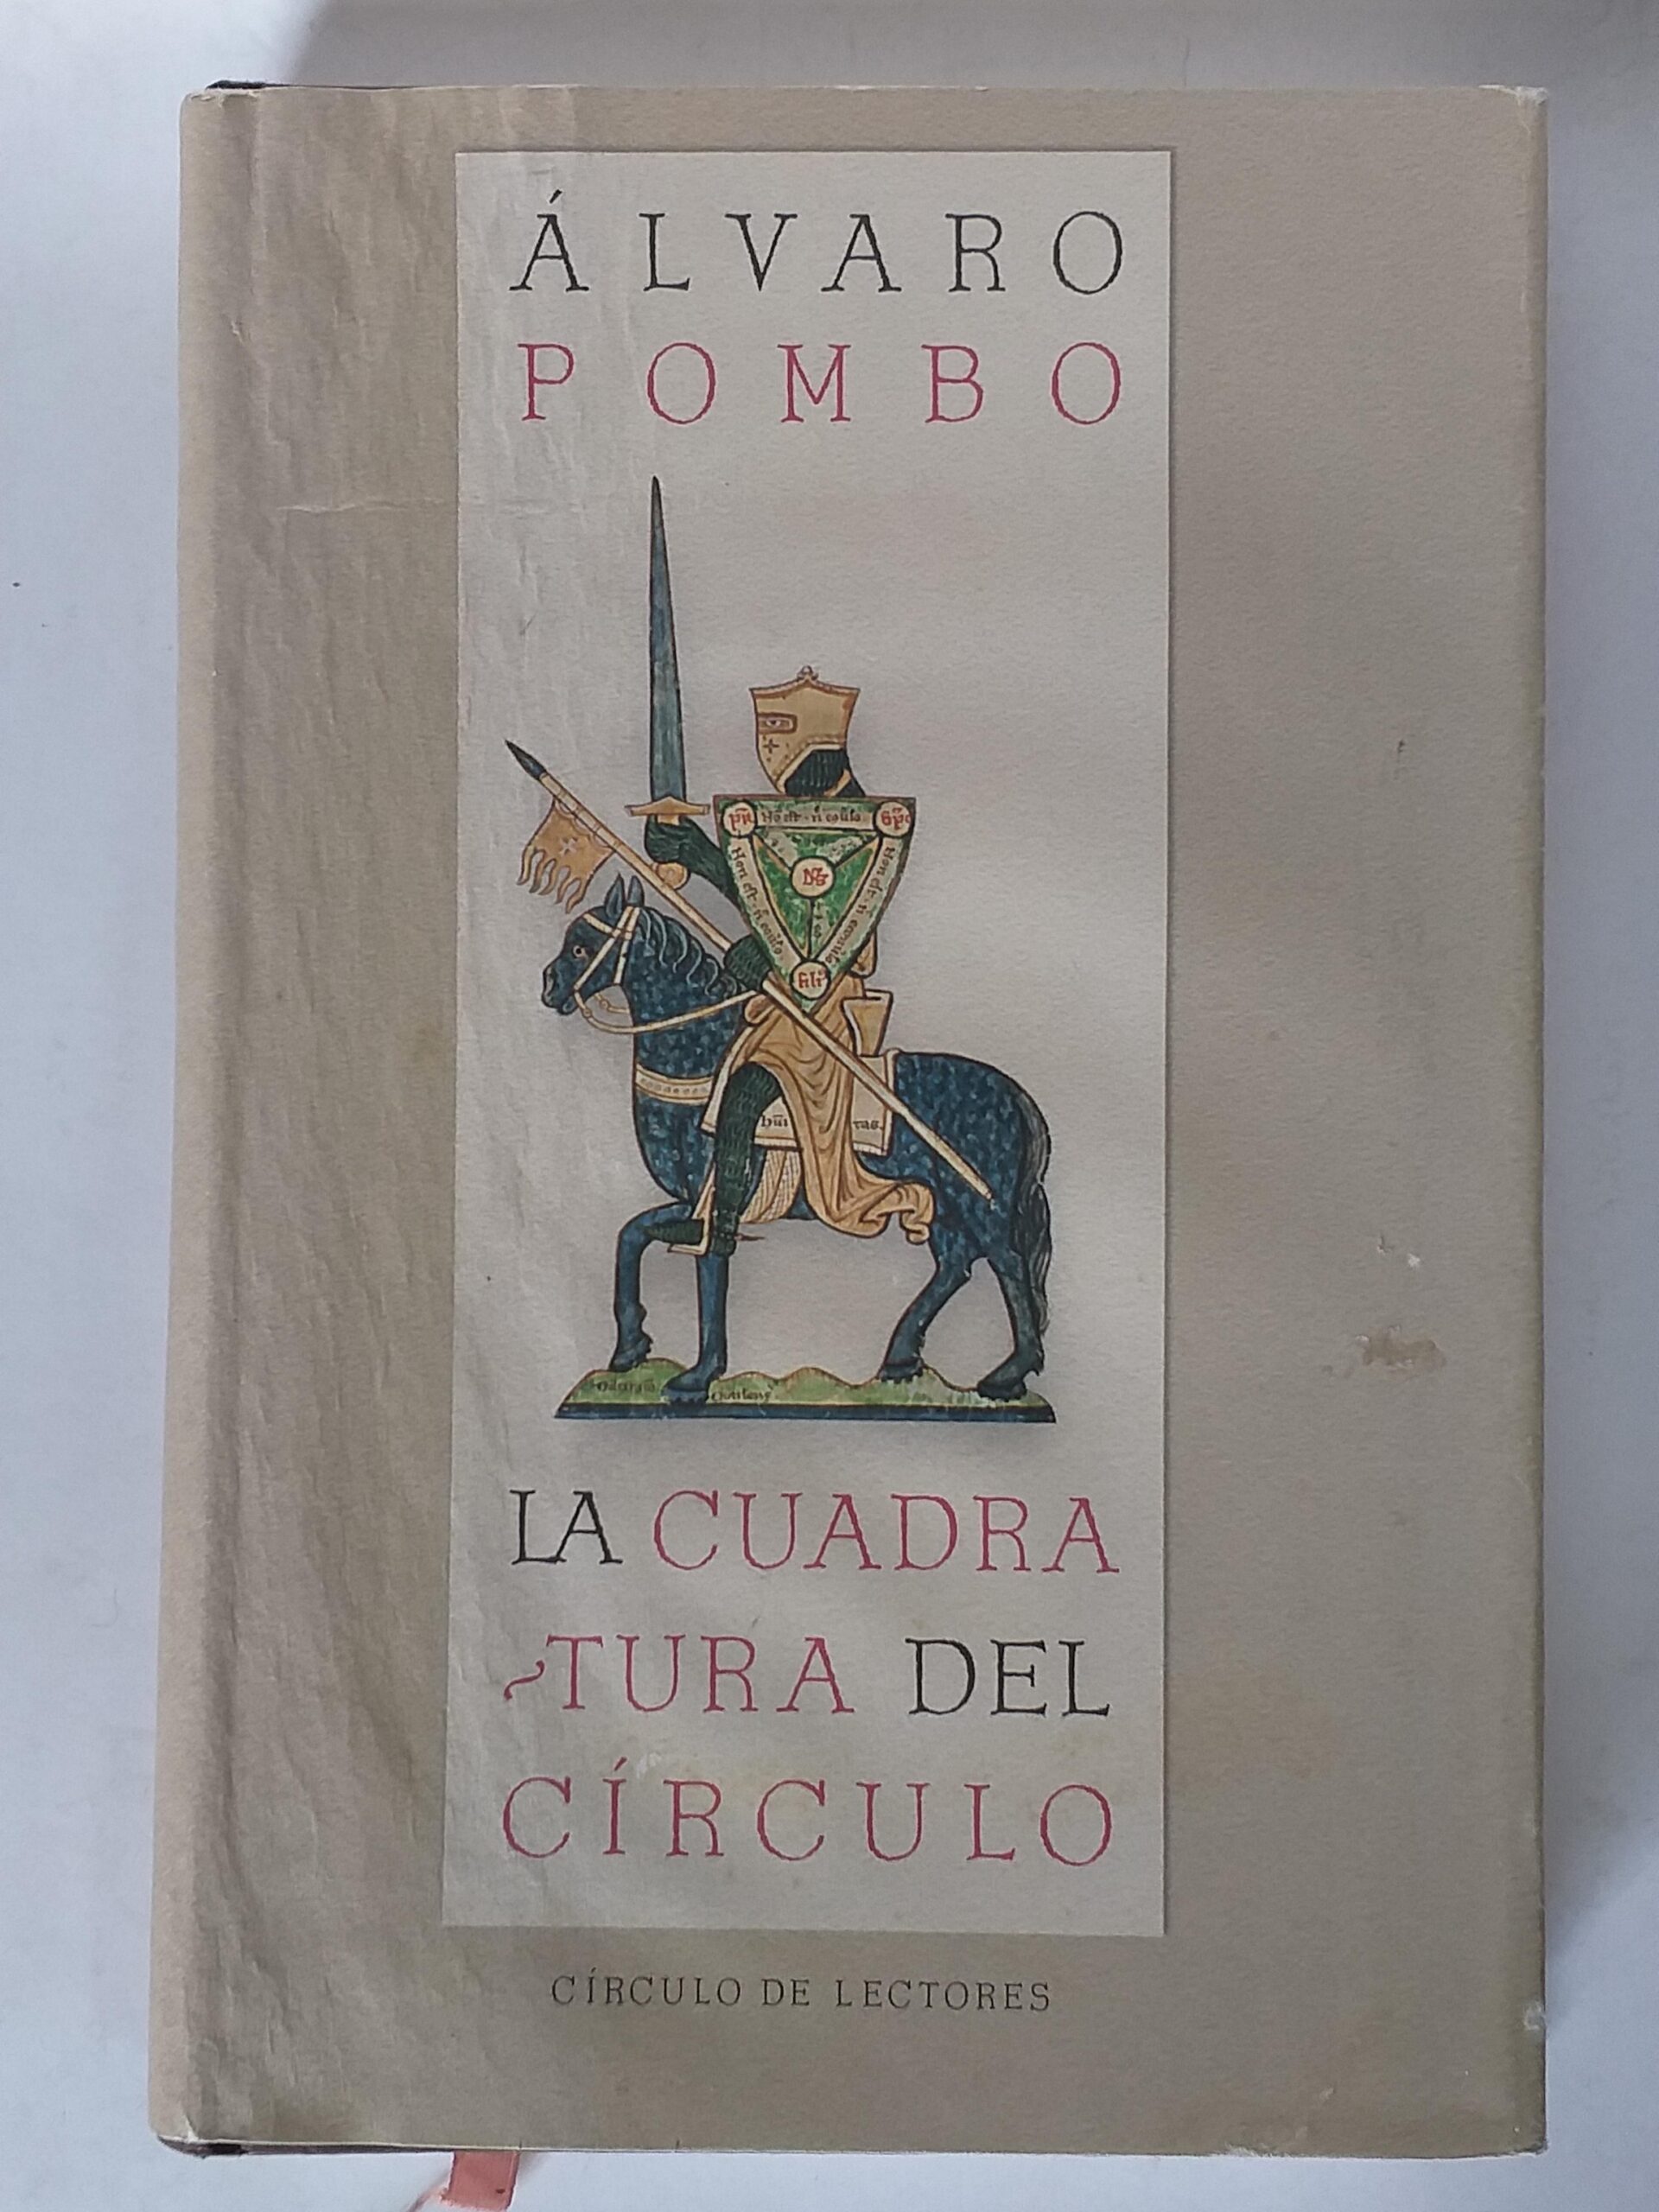 ÁLVARO
POMBO
LA CUADRA
-TURA DEL
CÍRCULO
CÍRCULO DE LECTORES